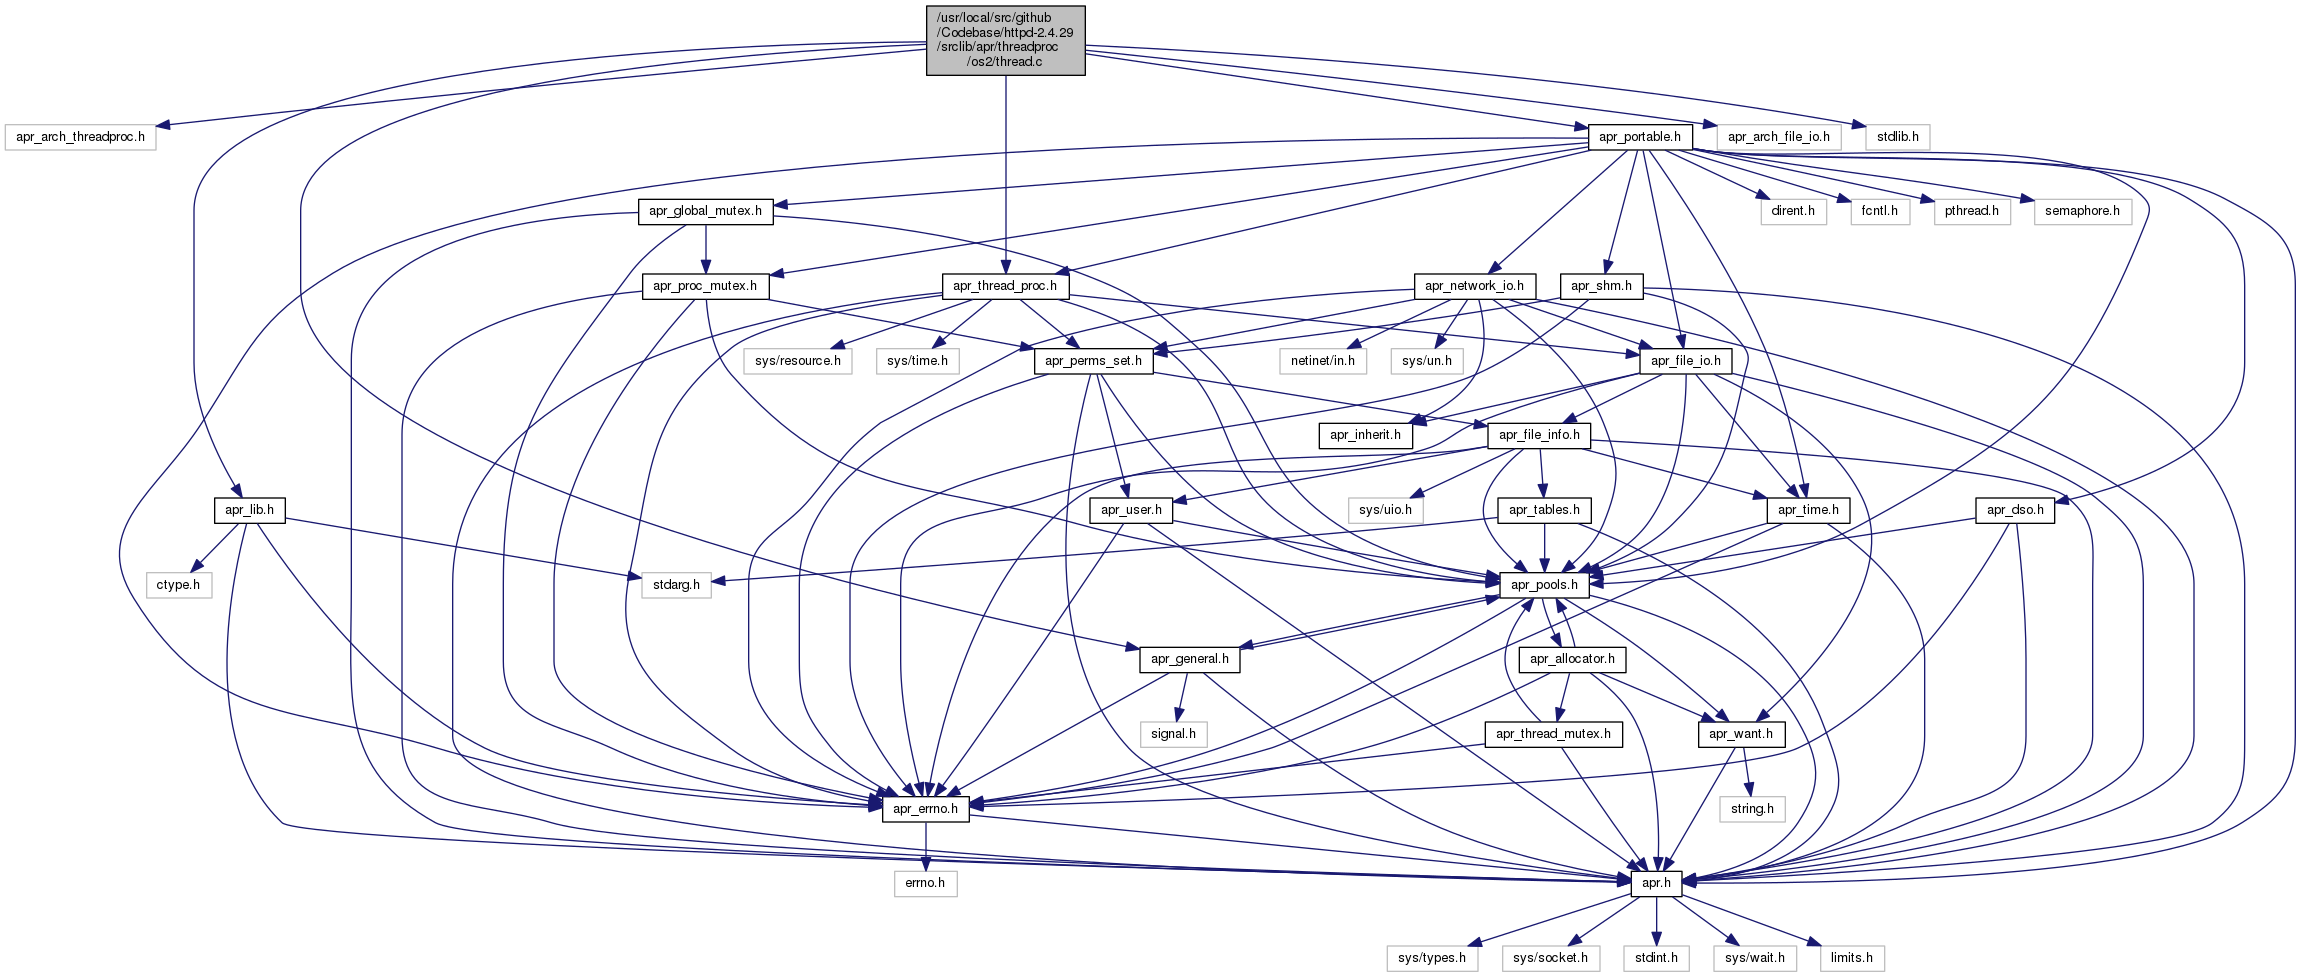 /usr/local/src/github
/Codebase/httpd-2.4.29
/srclib/apr/threadproc
/os2/thread.c
apr_arch_threadproc.h
apr_portable.h
apr_arch_file_io.h
stdlib.h
apr_global_mutex.h
dirent.h
fcntl.h
pthread.h
semaphore.h
apr_proc_mutex.h
apr_thread_proc.h
apr_network_io.h
apr_shm.h
sys/resource.h
sys/time.h
apr_perms_set.h
netinet/in.h
sys/un.h
apr_file_io.h
apr_inherit.h
apr_file_info.h
apr_lib.h
apr_user.h
sys/uio.h
apr_tables.h
apr_time.h
apr_dso.h
ctype.h
stdarg.h
apr_pools.h
apr_general.h
apr_allocator.h
signal.h
apr_thread_mutex.h
apr_want.h
apr_errno.h
string.h
errno.h
apr.h
sys/types.h
sys/socket.h
stdint.h
sys/wait.h
limits.h